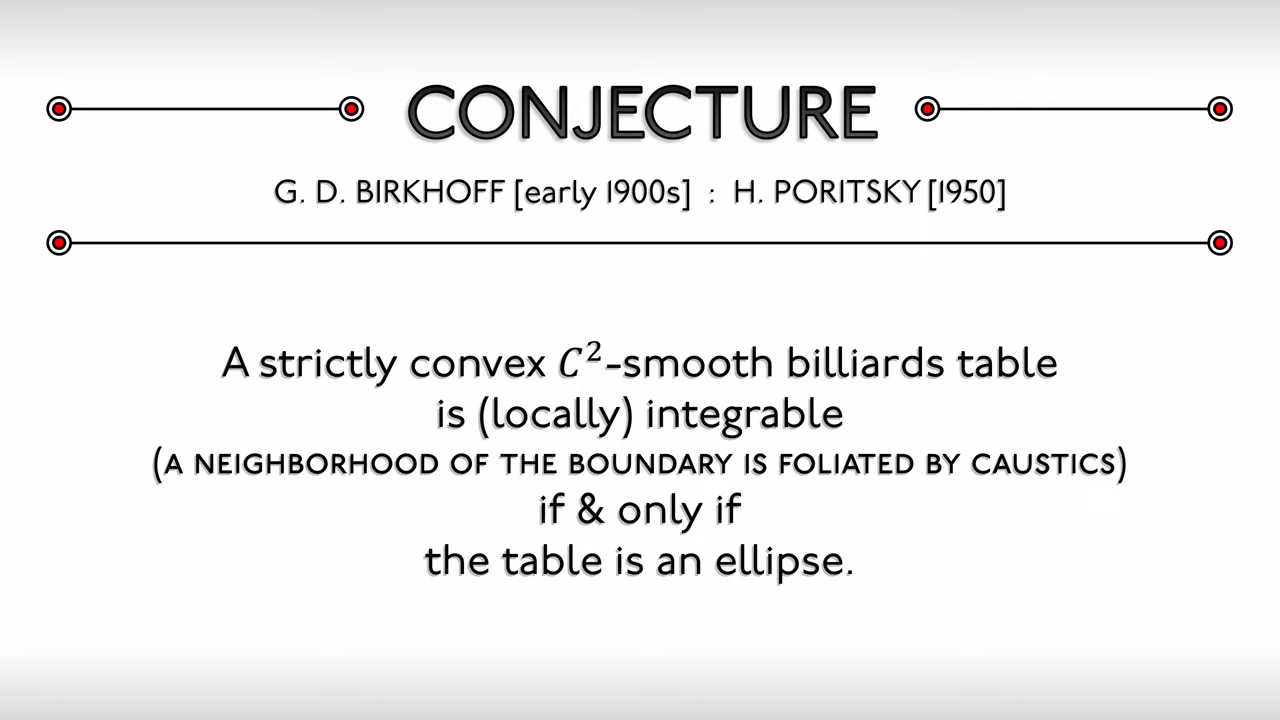 CONJECTURE
G. D. BIRKHOFF [early 1900s] : H. PORITSKY [1950]
A strictly convex 𝐶²-smooth billiards table
is (locally) integrable
(A NEIGHBORHOOD OF THE BOUNDARY IS FOLIATED BY CAUSTICS)
if & only if
the table is an ellipse.